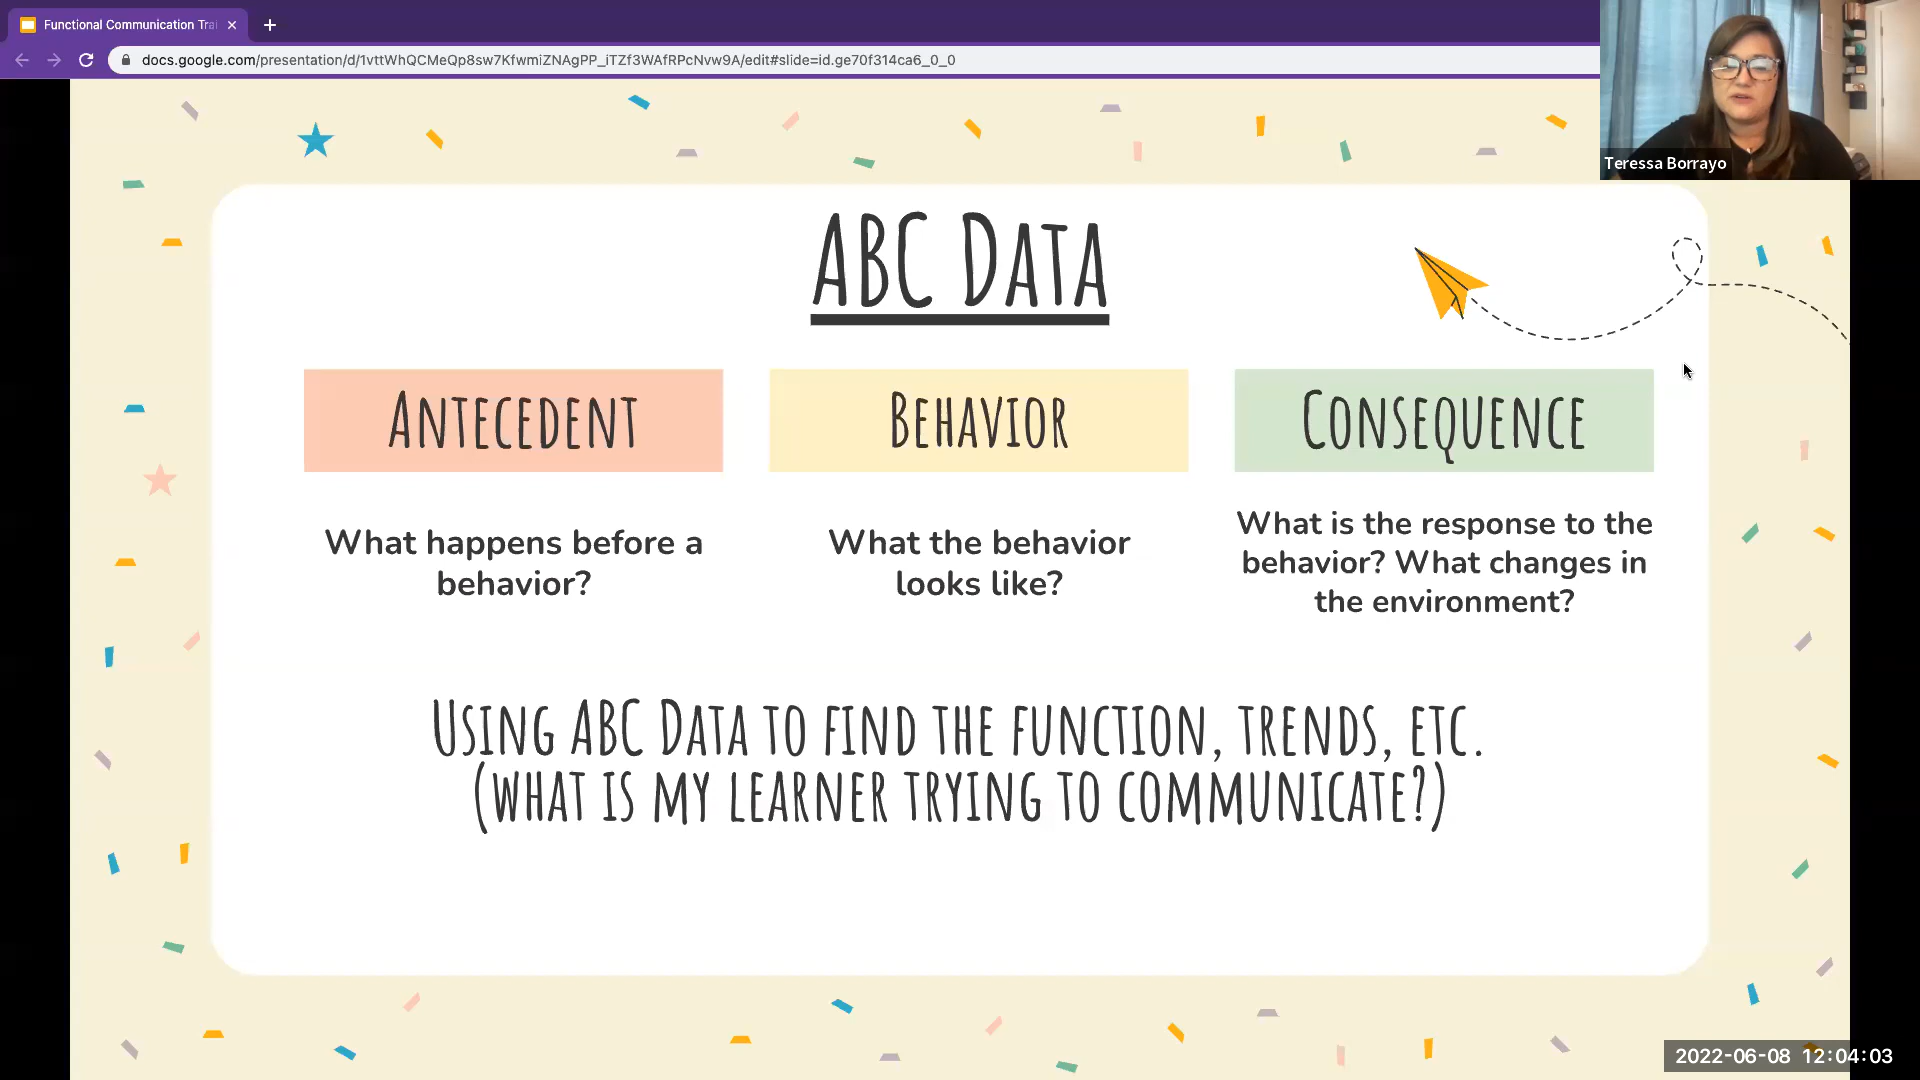 Functional Communication Trai
docs.google.com/presentation/d/1vttWhQCMeQp8sw7KfwmiZNAgPP_iTZf3WAfRPcNvw9A/edit#slide=id.ge70f314ca6_0_0
Teressa Borrayo
ABC DATA
ANTECEDENT
What happens before a
behavior?
BEHAVIOR
What the behavior
looks like?
CONSEQUENCE
What is the response to the
behavior? What changes in
the environment?
USING ABC DATA TO FIND THE FUNCTION, TRENDS, ETC.
(WHAT IS MY LEARNER TRYING TO COMMUNICATE?)
2022-06-08 12:04:03